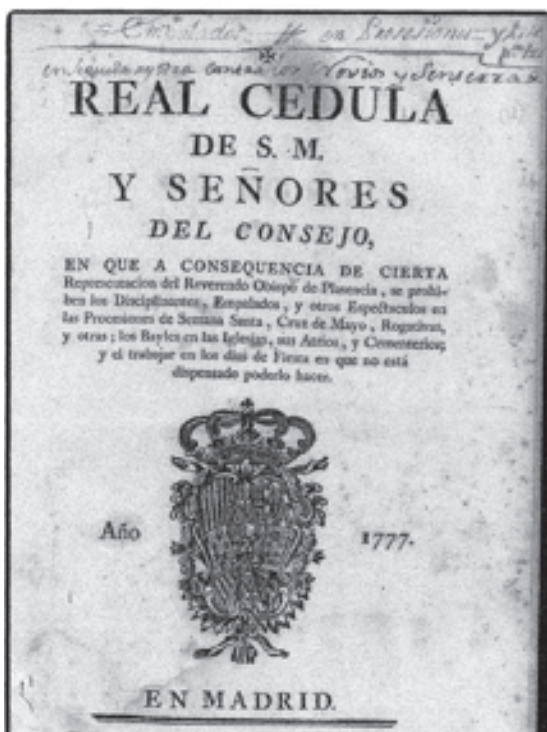 en Procesiones y
REAL CEDULA
DE S. M.
Y SEÑORES
DEL CONSEJO,
EN QUE A CONSEQUENCIA DE CIERTA
Representacion del Reverendo Obispo de Plasencia, se prohi-
ben los Disciplinantes, Empalados, y otros Espectaculos en
las Procesiones de Semana Santa, Cruz de Mayo, Rogativas,
y otras; los Bayles en las Iglesias, sus Atrios, y Cementerios;
y el trabajar en los dias de Fiesta en que no está
dispensado poderlo hacer.
Año 1777.
EN MADRID.